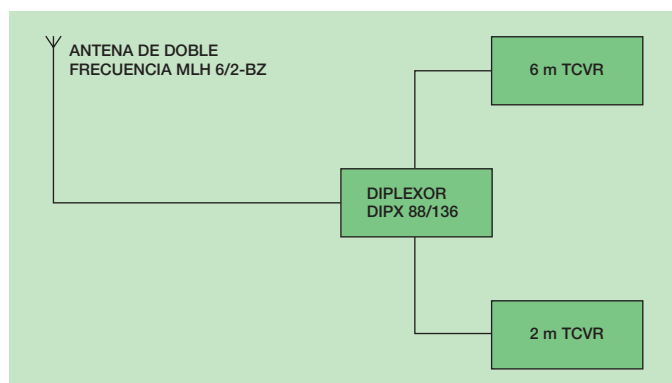 ANTENA DE DOBLE
FRECUENCIA MLH 6/2-BZ
6 m TCVR
DIPLEXOR
DIPX 88/136
2 m TCVR